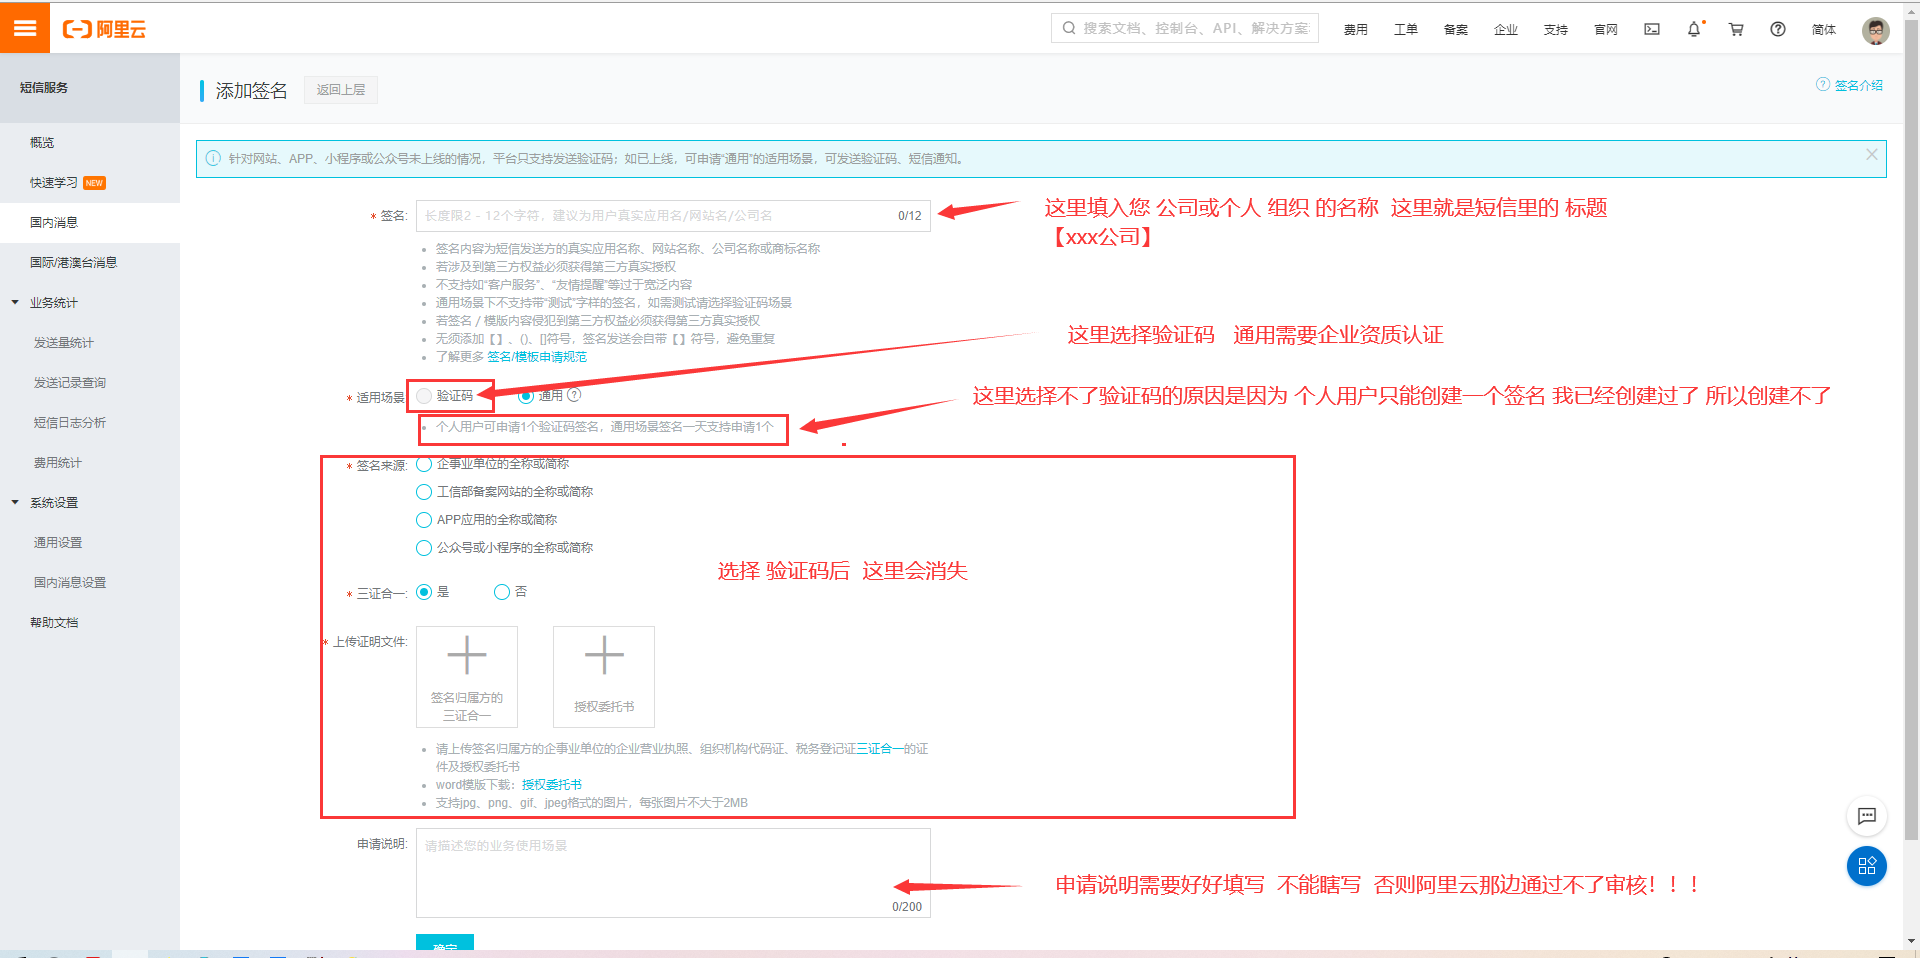 阿里云
搜索文档、控制台、API、解决方案
费用 工单 备案 企业 支持 官网 简体
短信服务
添加签名 返回上层
签名介绍
概览
快速学习 NEW
国内消息
国际/港澳台消息
业务统计
发送量统计
发送记录查询
短信日志分析
费用统计
系统设置
通用设置
国内消息设置
帮助文档
针对网站、APP、小程序或公众号未上线的情况，平台只支持发送验证码；如已上线，可申请“通用”的适用场景，可发送验证码、短信通知。
* 签名: 长度限2 - 12个字符，建议为用户真实应用名/网站名/公司名 0/12
这里填入您 公司或个人 组织 的名称 这里就是短信里的 标题
【xxx公司】
签名内容为短信发送方的真实应用名称、网站名称、公司名称或商标名称
若涉及到第三方权益必须获得第三方真实授权
不支持如“客户服务”、“友情提醒”等过于宽泛内容
通用场景下不支持带“测试”字样的签名，如需测试请选择验证码场景
若签名 / 模版内容侵犯到第三方权益必须获得第三方真实授权
无须添加【 】、()、[]符号，签名发送会自带【 】符号，避免重复
了解更多 签名/模板申请规范
这里选择验证码 通用需要企业资质认证
* 适用场景 验证码 通用
这里选择不了验证码的原因是因为 个人用户只能创建一个签名 我已经创建过了 所以创建不了
个人用户可申请1个验证码签名，通用场景签名一天支持申请1个
* 签名来源: 企事业单位的全称或简称
工信部备案网站的全称或简称
APP应用的全称或简称
公众号或小程序的全称或简称
选择 验证码后 这里会消失
* 三证合一: 是 否
* 上传证明文件:
签名归属方的
三证合一
授权委托书
请上传签名归属方的企事业单位的企业营业执照、组织机构代码证、税务登记证三证合一的证
件及授权委托书
word模版下载：授权委托书
支持jpg、png、gif、jpeg格式的图片，每张图片不大于2MB
申请说明: 请描述您的业务使用场景
0/200
申请说明需要好好填写 不能瞎写 否则阿里云那边通过不了审核！！！
确定